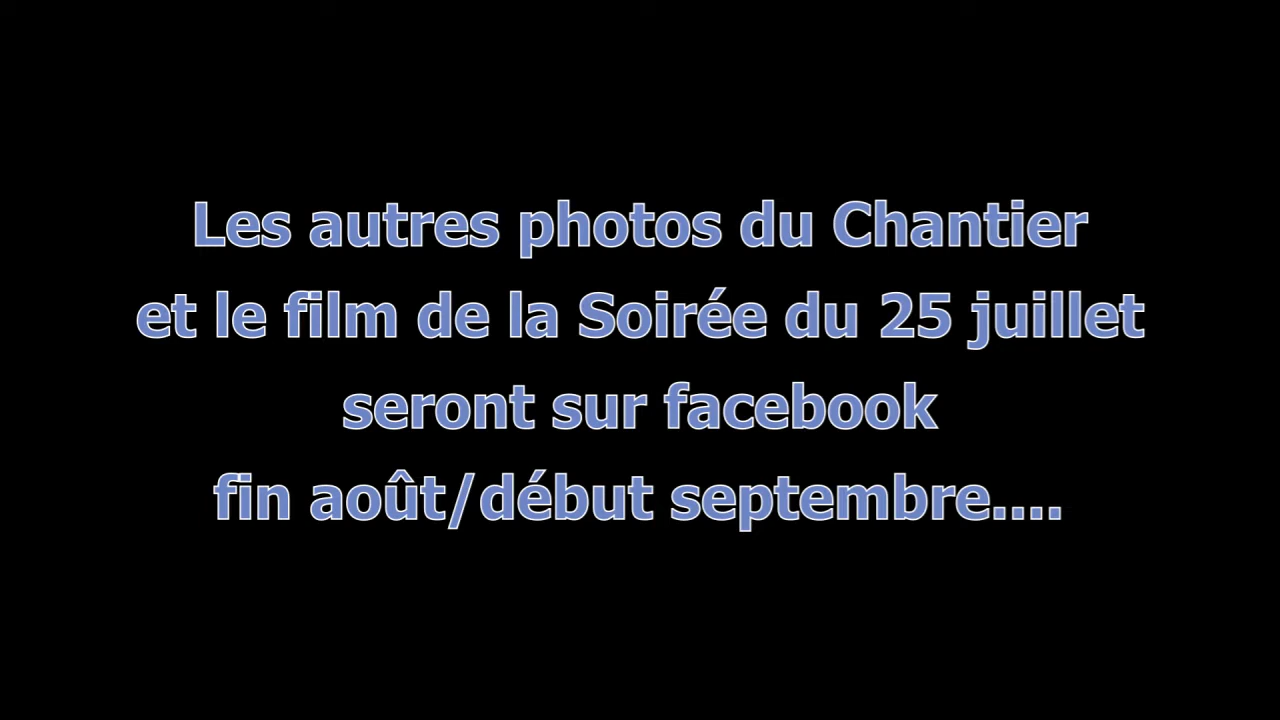 Les autres photos du Chantier
et le film de la Soirée du 25 juillet
seront sur facebook
fin août/début septembre....